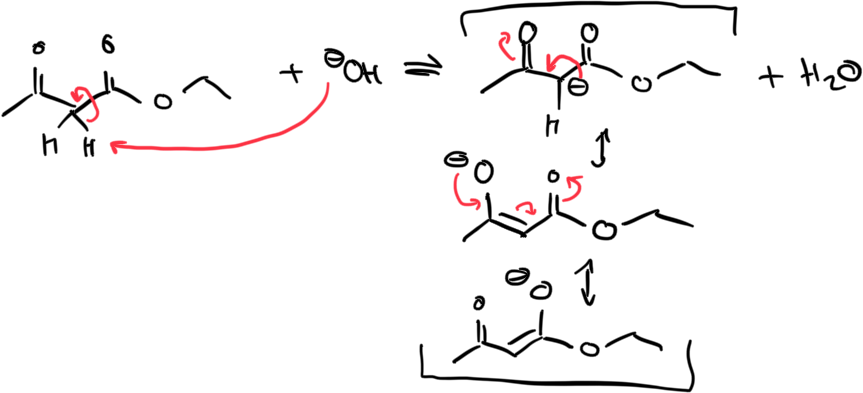 O O O O
+ ⊖OH ⇌ + H₂O
O ⊖ O
H H H
⊖ O O
O
⊖ O
O
O